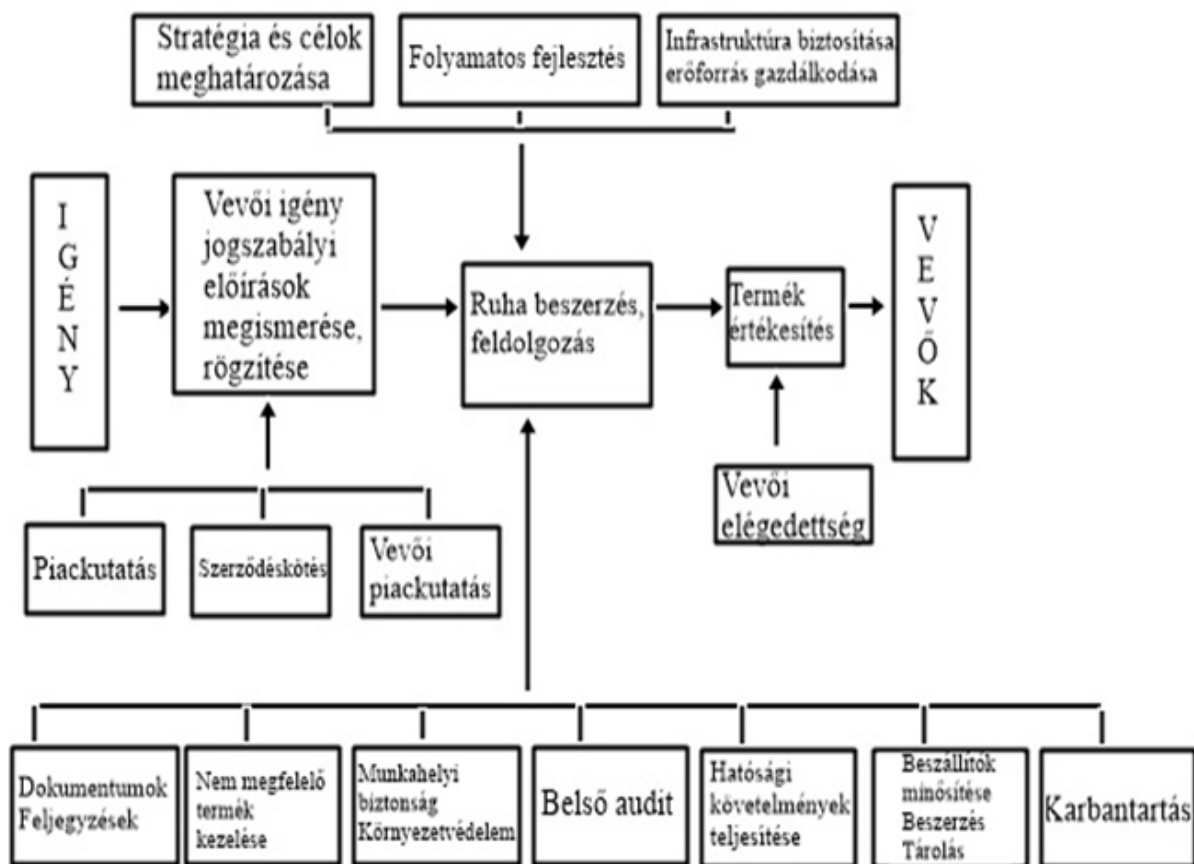 Stratégia és célok
meghatározása
Folyamatos fejlesztés
Infrastruktúra biztosítása,
erőforrás gazdálkodása
I
G
É
N
Y
Vevői igény
jogszabályi
előírások
megismerése,
rögzítése
Ruha beszerzés,
feldolgozás
Termék
értékesítés
V
E
V
Ő
K
Vevői
elégedettség
Piackutatás
Szerződéskötés
Vevői
piackutatás
Dokumentumok
Feljegyzések
Nem megfelelő
termék
kezelése
Munkahelyi
biztonság
Környezetvédelem
Belső audit
Hatósági
követelmények
teljesítése
Beszállítók
minősítése
Beszerzés
Tárolás
Karbantartás